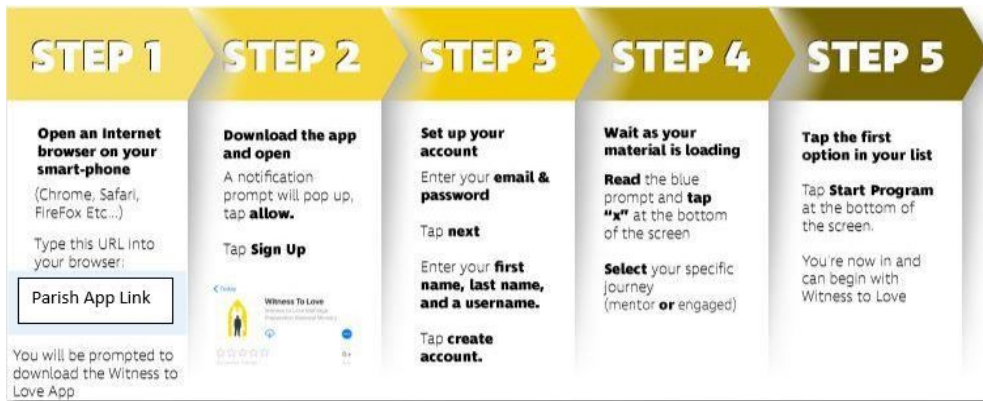 STEP 1
Open an Internet
browser on your
smart-phone
(Chrome, Safari,
FireFox Etc...)
Type this URL into
your browser:
Parish App Link
You will be prompted to
download the Witness to
Love App
STEP 2
Download the app
and open
A notification
prompt will pop up,
tap allow.
Tap Sign Up
Today
Witness To Love
STEP 3
Set up your
account
Enter your email &
password
Tap next
Enter your first
name, last name,
and a username.
Tap create
account.
STEP 4
Wait as your
material is loading
Read the blue
prompt and tap
"x" at the bottom
of the screen
Select your specific
journey
(mentor or engaged)
STEP 5
Tap the first
option in your list
Tap Start Program
at the bottom of
the screen.
You're now in and
can begin with
Witness to Love